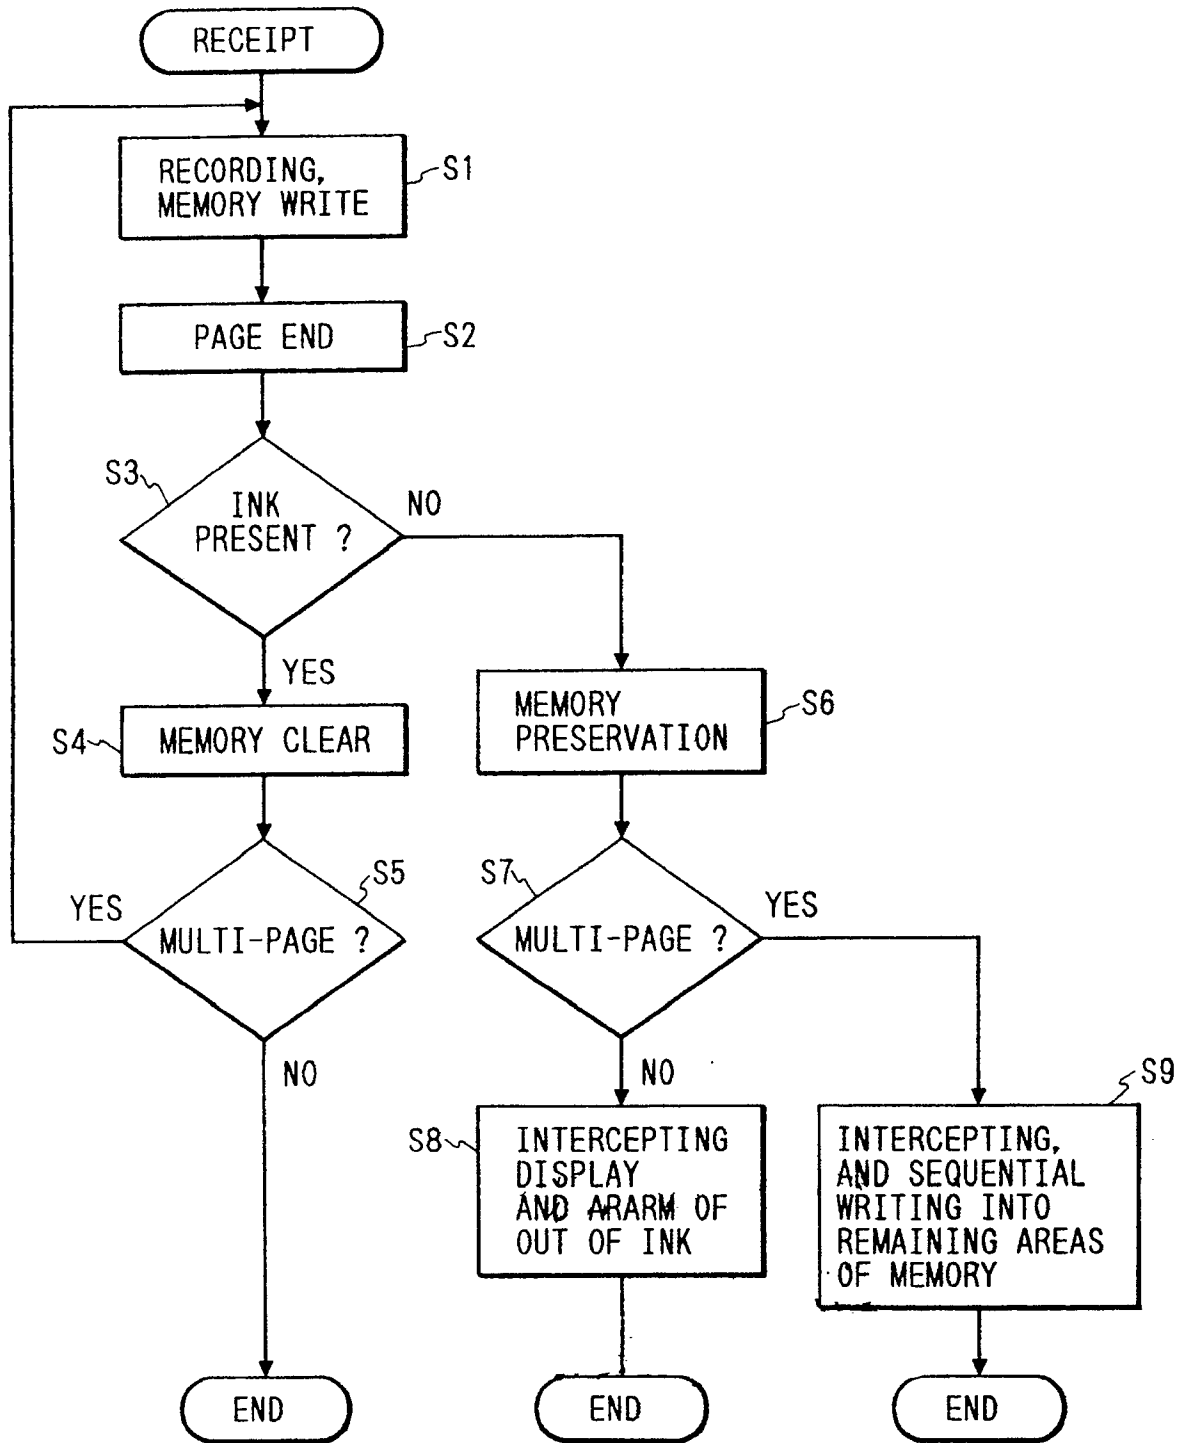 RECEIPT
RECORDING,
MEMORY WRITE
S1
PAGE END
S2
S3
INK
PRESENT ?
NO
YES
S4
MEMORY CLEAR
MEMORY
PRESERVATION
S6
S5
YES
MULTI-PAGE ?
NO
S7
MULTI-PAGE ?
YES
NO
S8
INTERCEPTING
DISPLAY
AND ARARM OF
OUT OF INK
S9
INTERCEPTING,
AND SEQUENTIAL
WRITING INTO
REMAINING AREAS
OF MEMORY
END
END
END